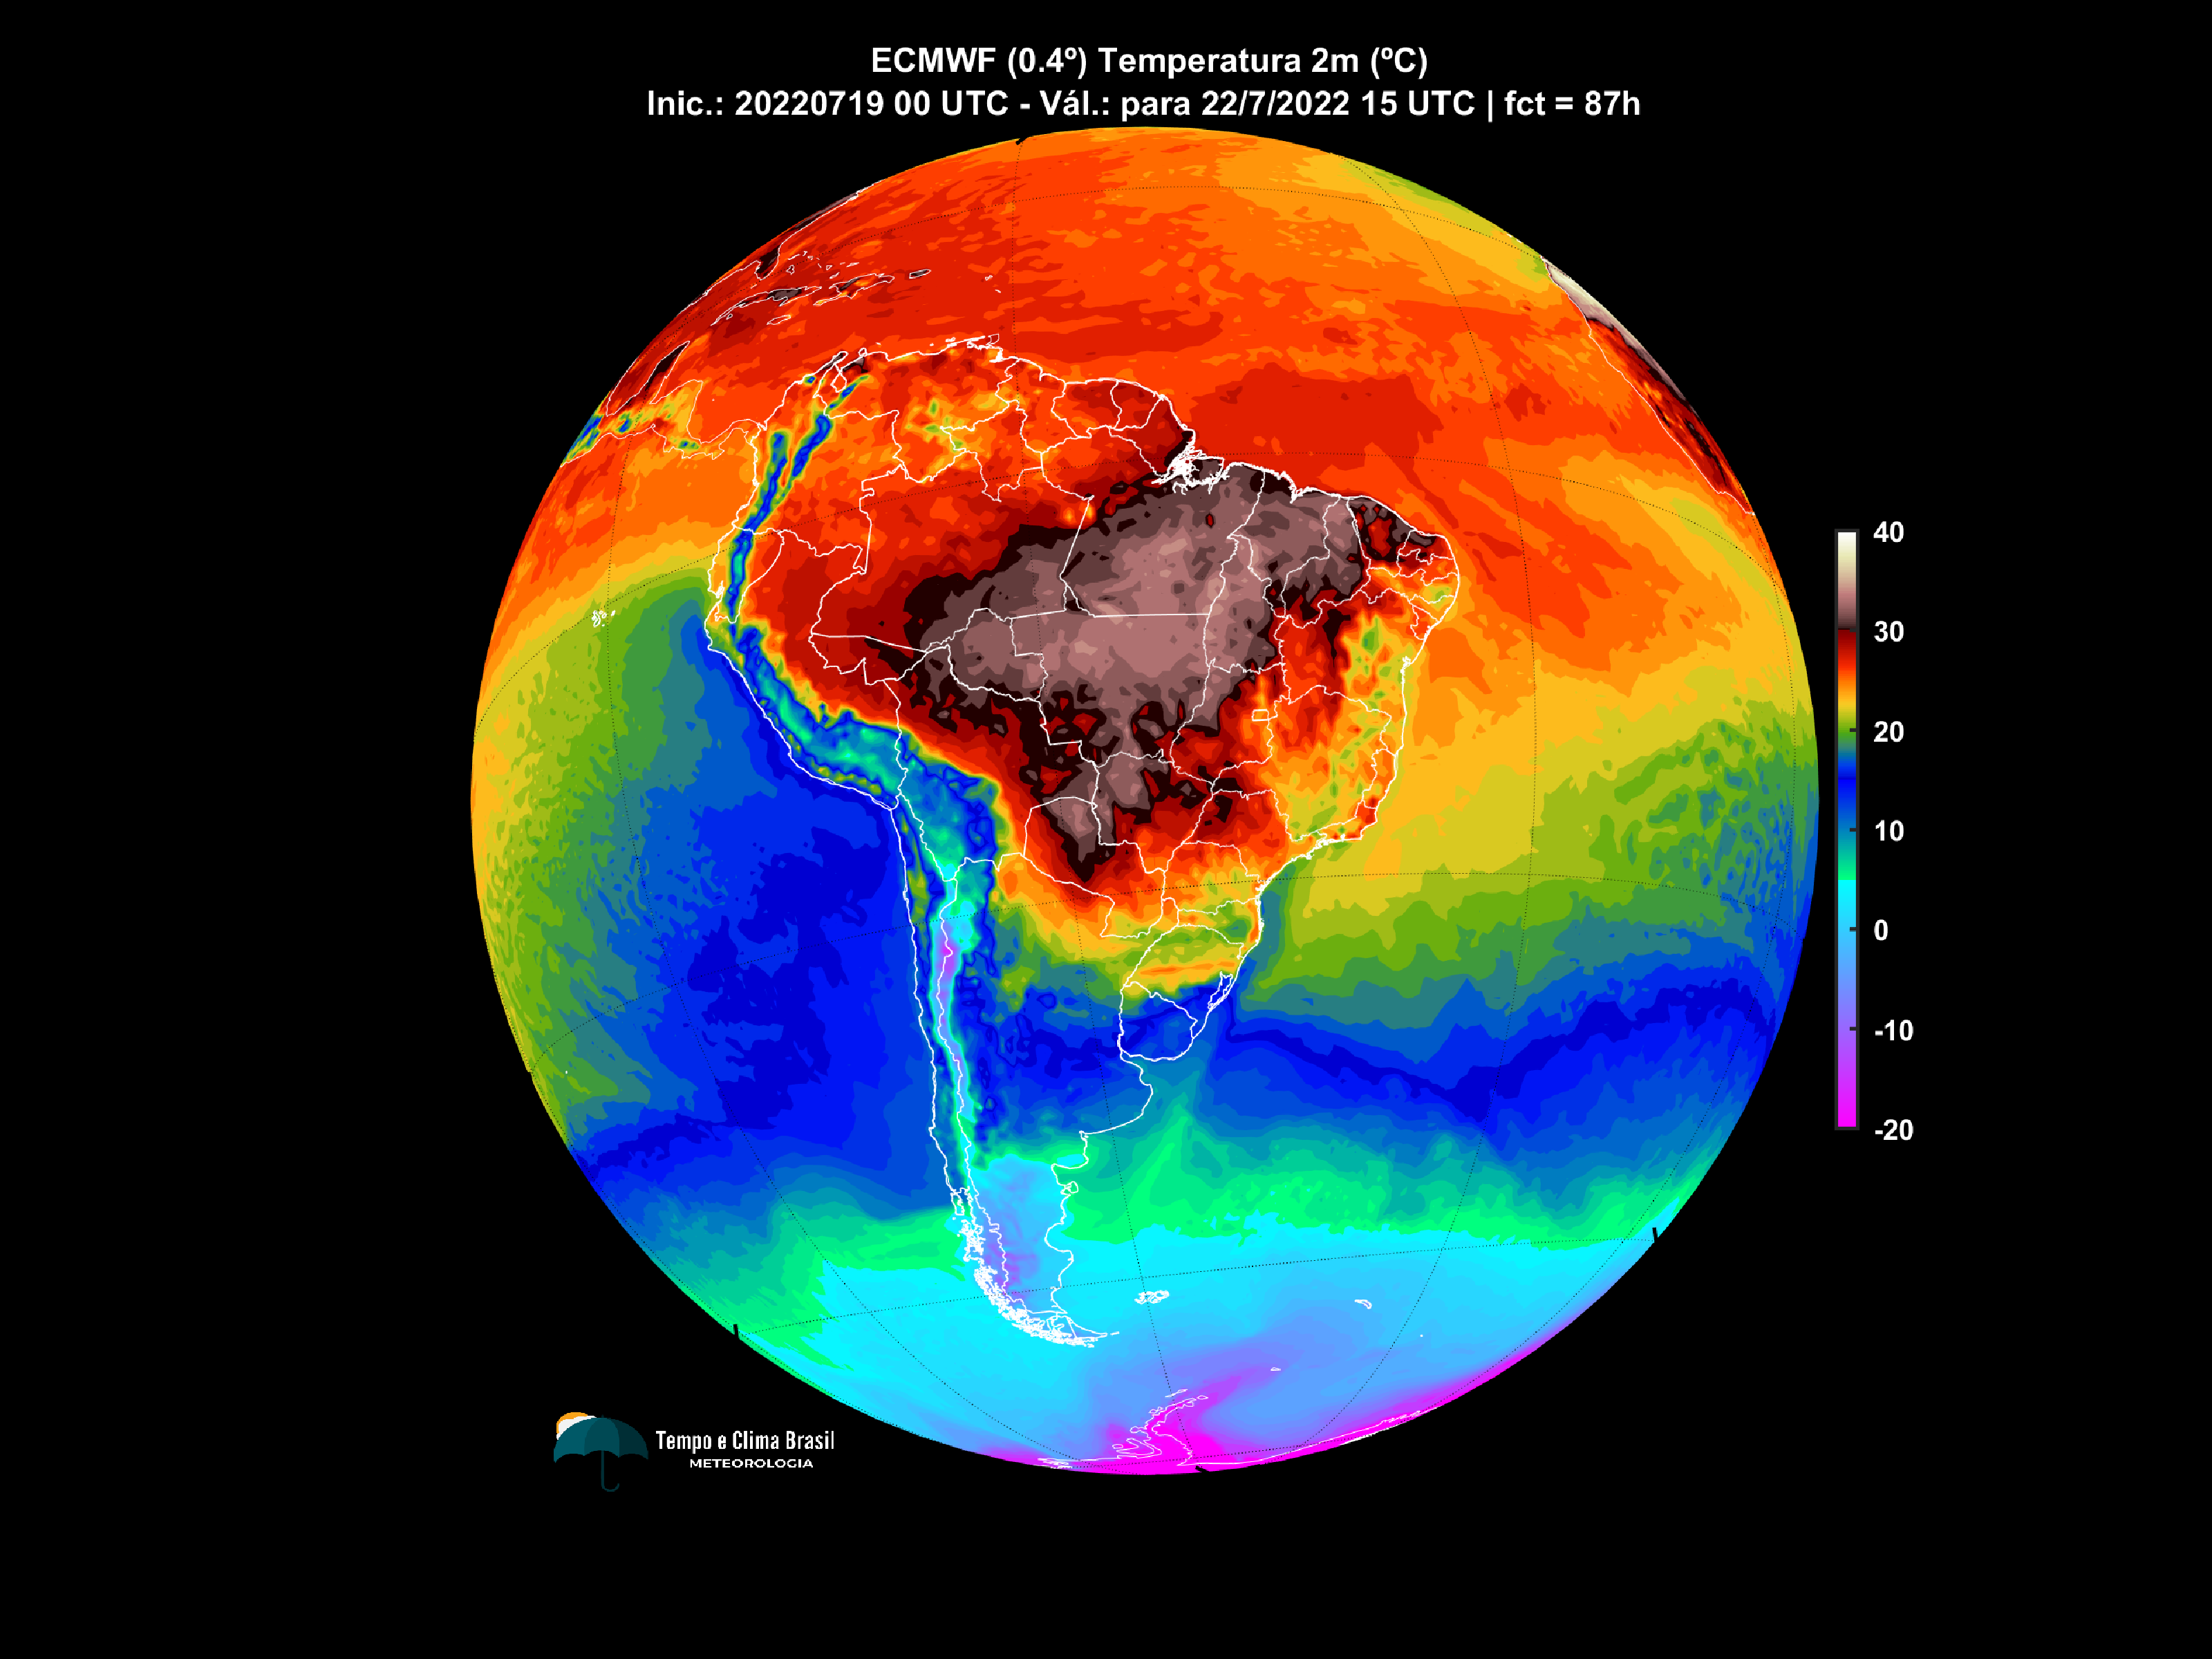 ECMWF (0.4º) Temperatura 2m (ºC)
Inic.: 20220719 00 UTC - Vál.: para 22/7/2022 15 UTC | fct = 87h
40
30
20
10
0
-10
-20
Tempo e Clima Brasil
METEOROLOGIA